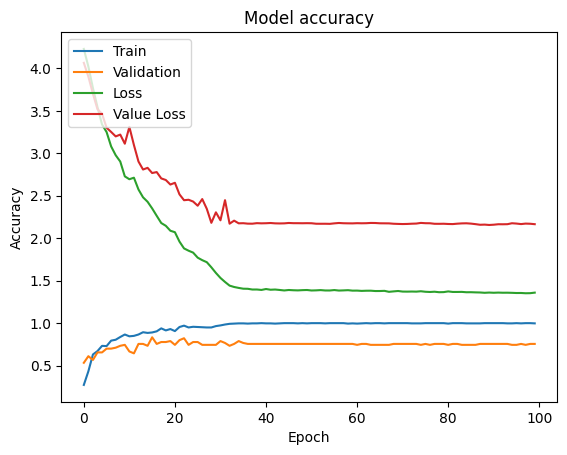 Model accuracy
Train
Validation
Loss
Value Loss
4.0
3.5
3.0
2.5
2.0
1.5
1.0
0.5
Accuracy
0 20 40 60 80 100
Epoch